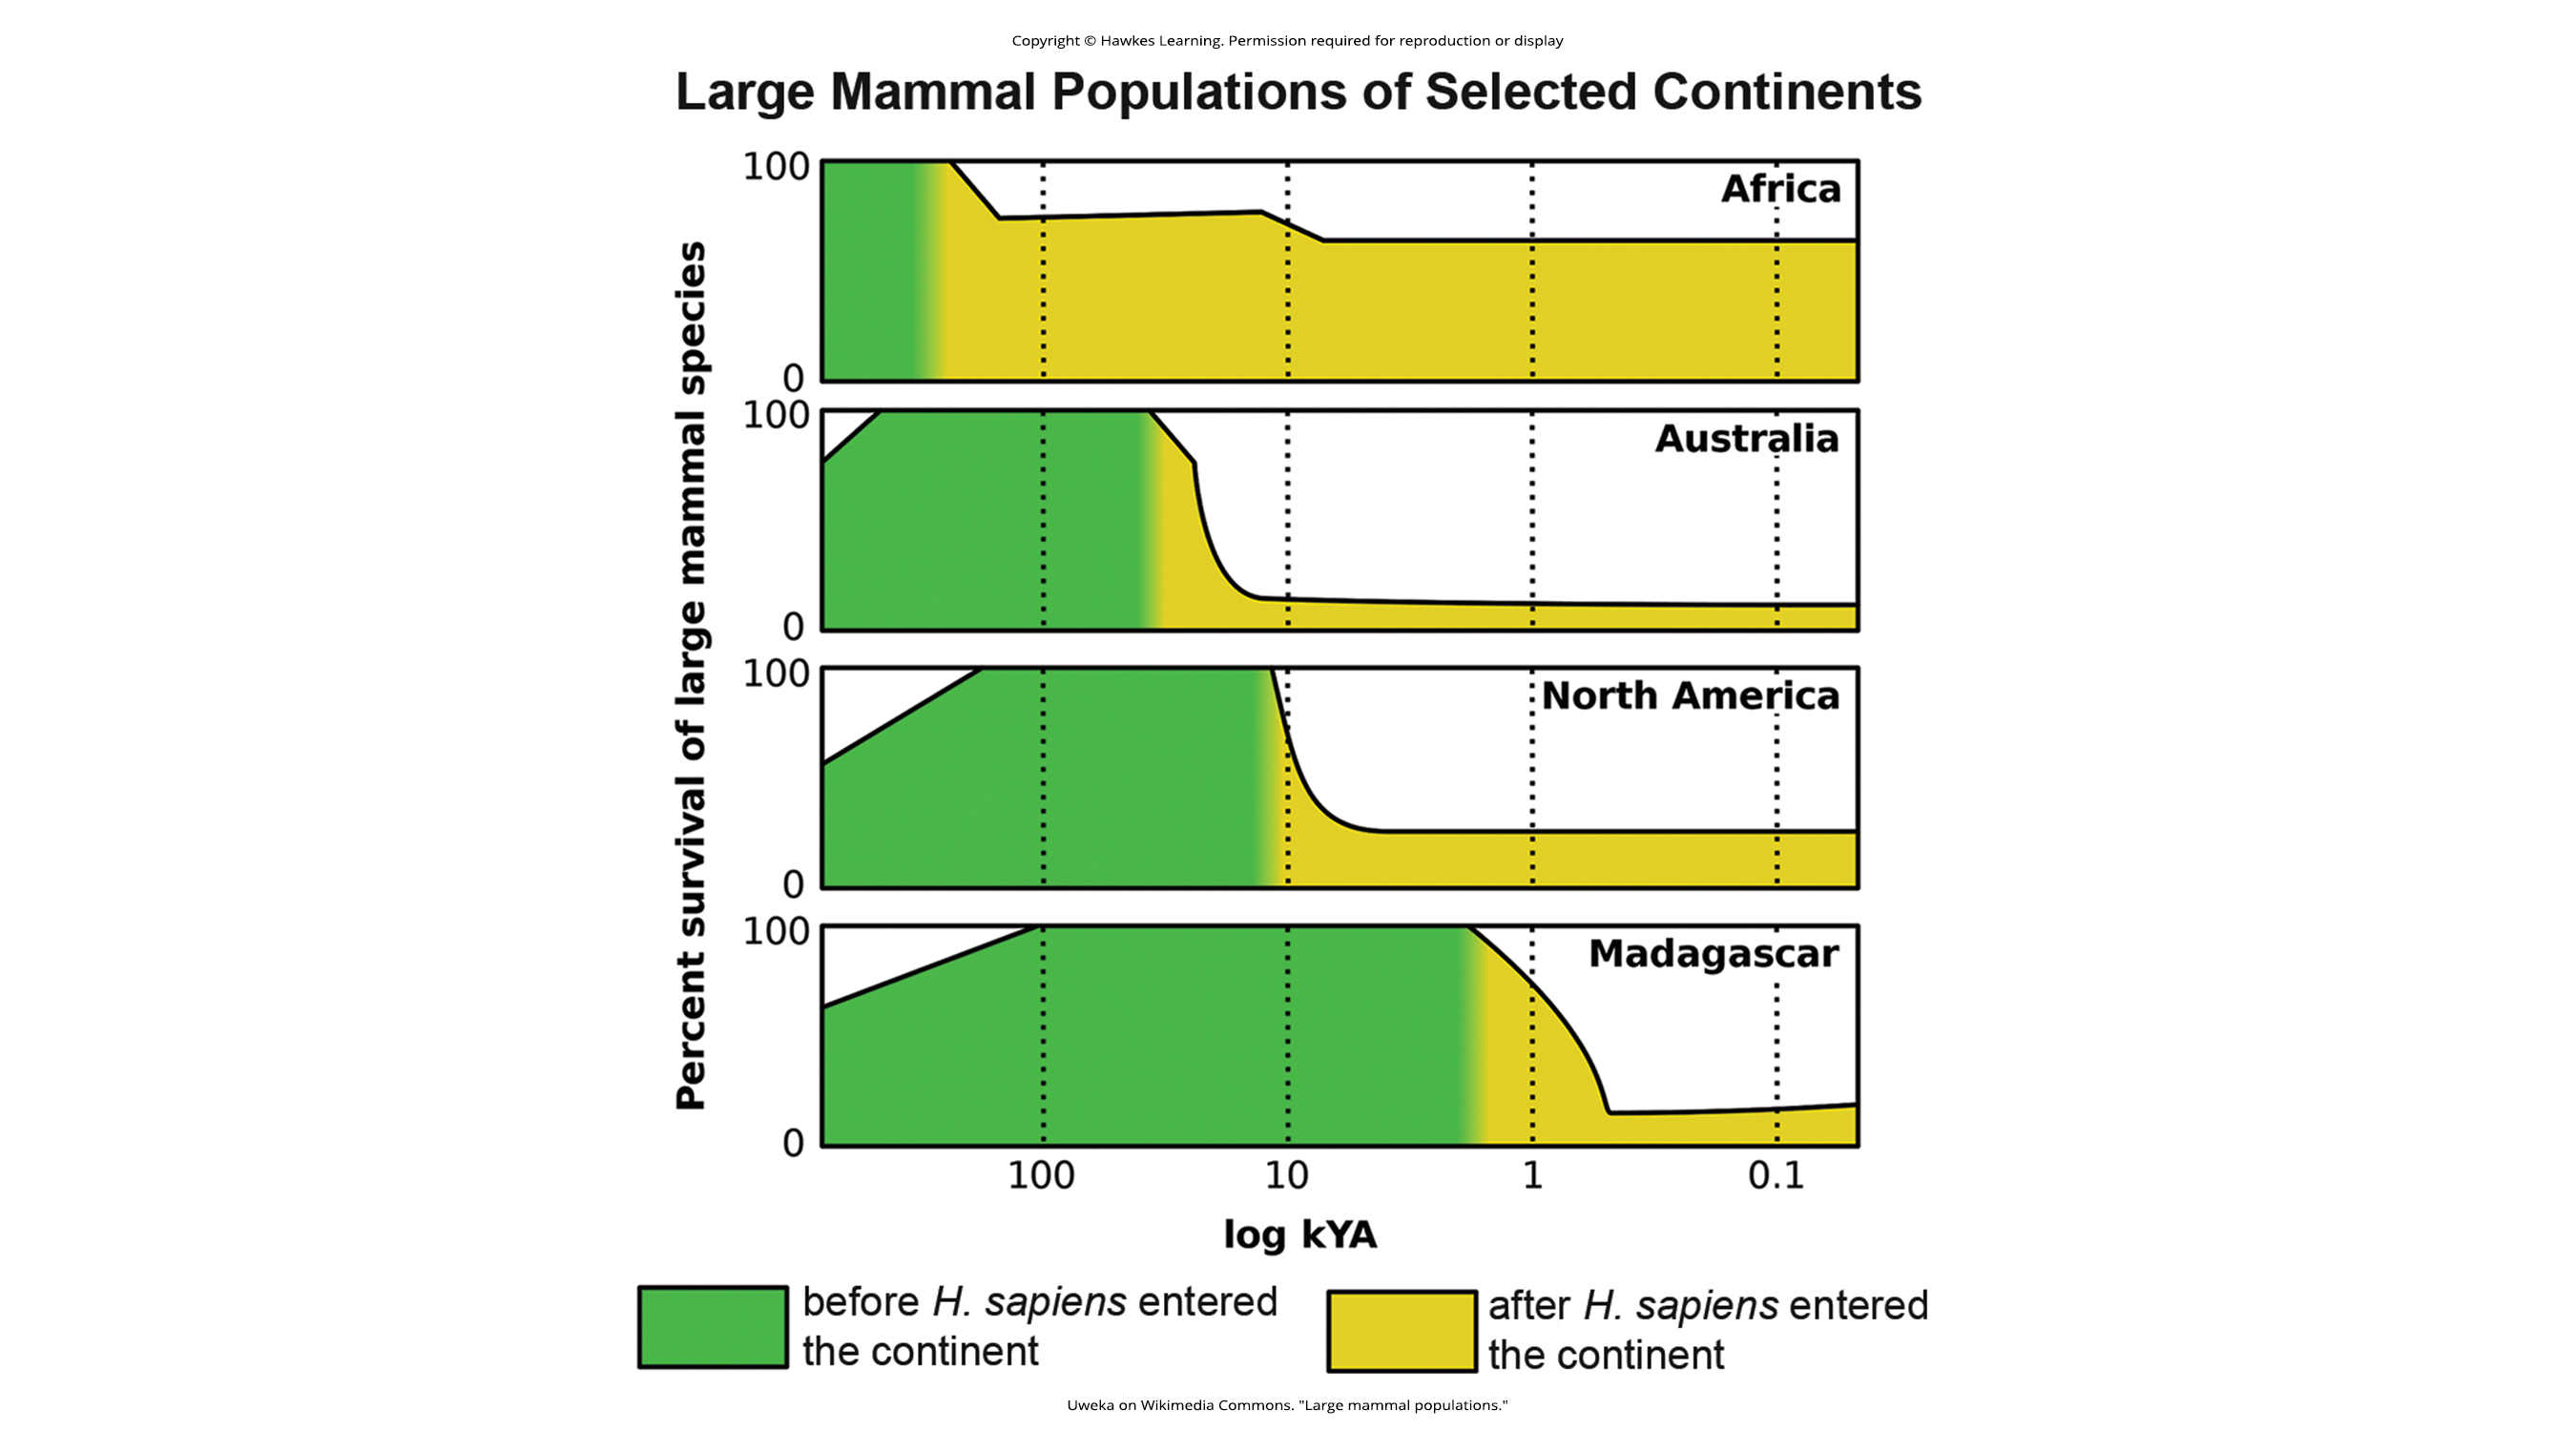 Copyright © Hawkes Learning. Permission required for reproduction or display
Large Mammal Populations of Selected Continents
Percent survival of large mammal species
100
Africa
0
100
Australia
0
100
North America
0
100
Madagascar
0
100 10 1 0.1
log kYA
before H. sapiens entered
the continent
after H. sapiens entered
the continent
Uweka on Wikimedia Commons. "Large mammal populations."